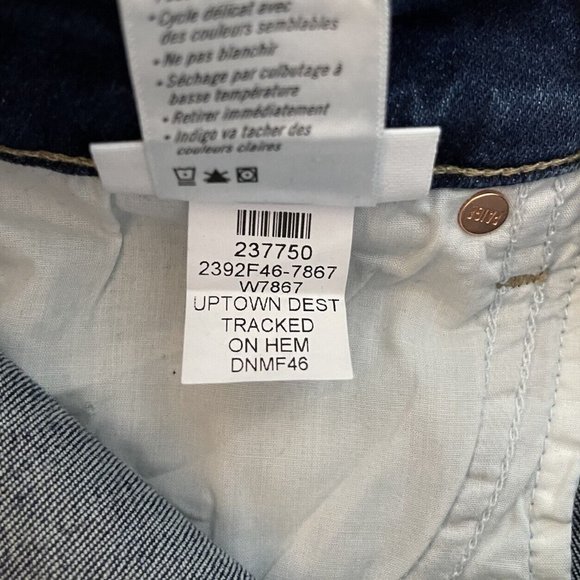 • Cycle délicat avec
des couleurs semblables
• Ne pas blanchir
• Séchage par culbutage à
basse température
• Retirer immédiatement
• Indigo va tacher des
couleurs claires
237750
2392F46-7867
W7867
UPTOWN DEST
TRACKED
ON HEM
DNMF46